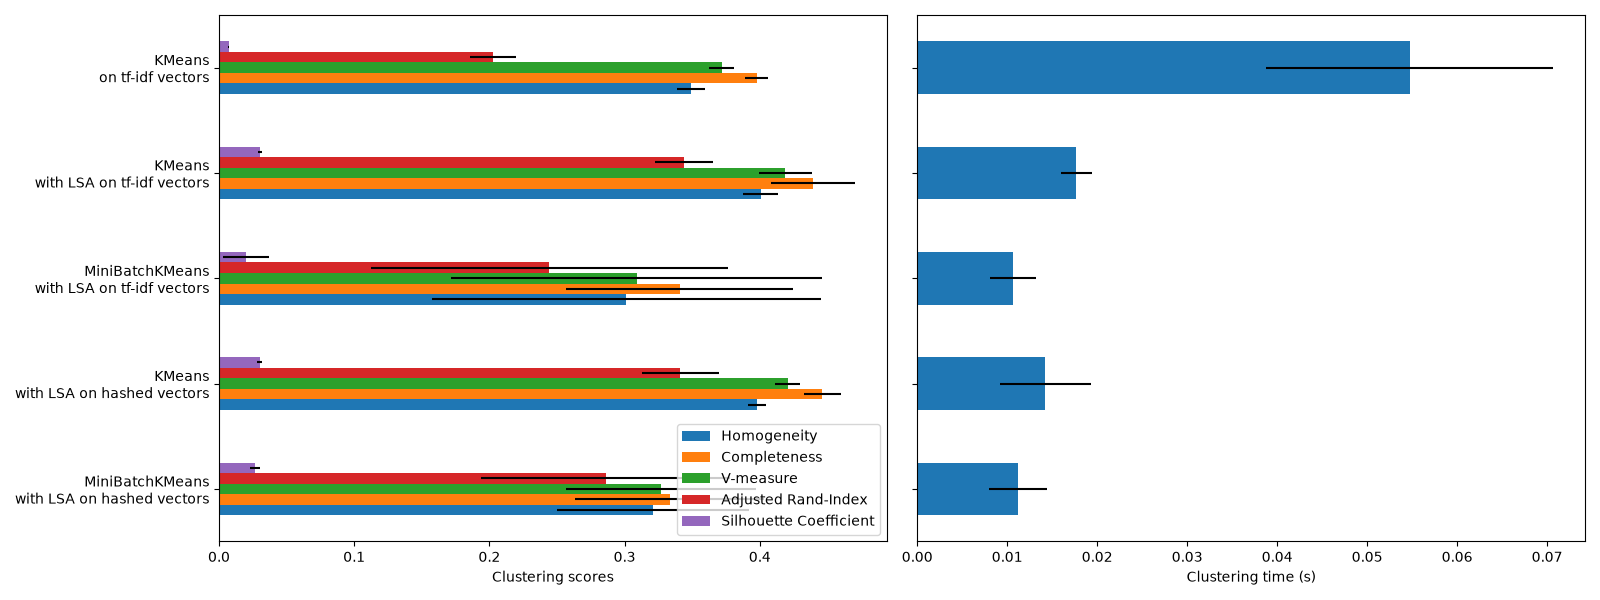 KMeans
on tf-idf vectors
KMeans
with LSA on tf-idf vectors
MiniBatchKMeans
with LSA on tf-idf vectors
KMeans
with LSA on hashed vectors
MiniBatchKMeans
with LSA on hashed vectors
Homogeneity
Completeness
V-measure
Adjusted Rand-Index
Silhouette Coefficient
0.0 0.1 0.2 0.3 0.4
Clustering scores
0.00 0.01 0.02 0.03 0.04 0.05 0.06 0.07
Clustering time (s)